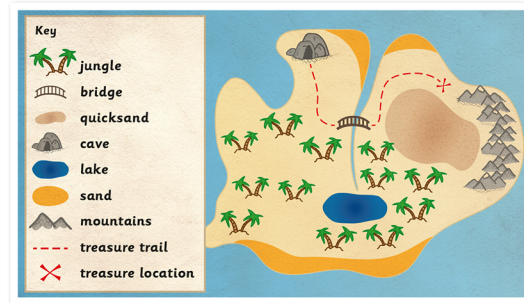 Key
jungle
bridge
quicksand
cave
lake
sand
mountains
treasure trail
treasure location